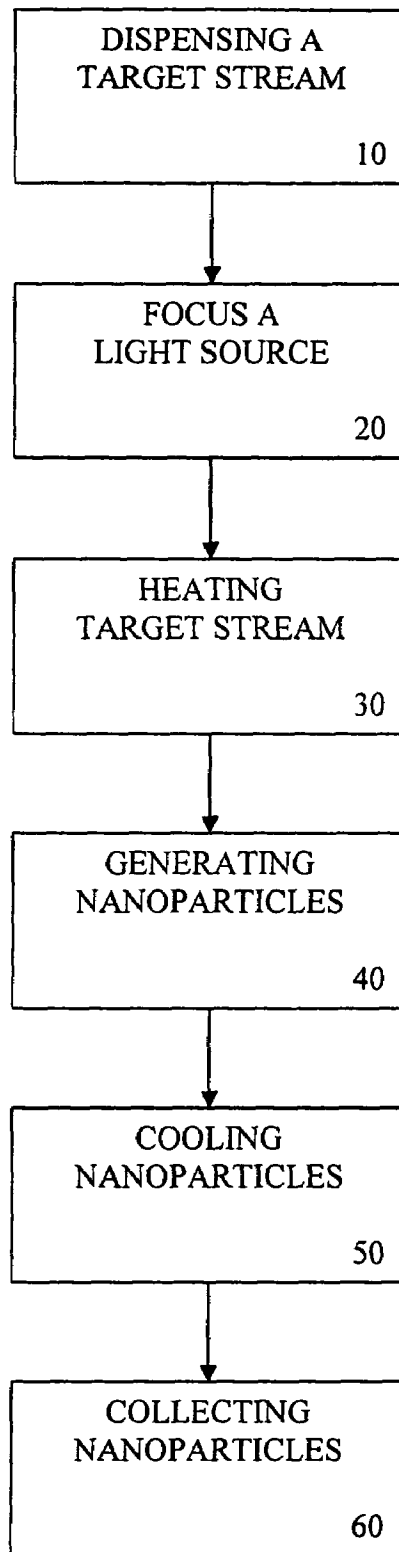 DISPENSING A
TARGET STREAM
10
FOCUS A
LIGHT SOURCE
20
HEATING
TARGET STREAM
30
GENERATING
NANOPARTICLES
40
COOLING
NANOPARTICLES
50
COLLECTING
NANOPARTICLES
60